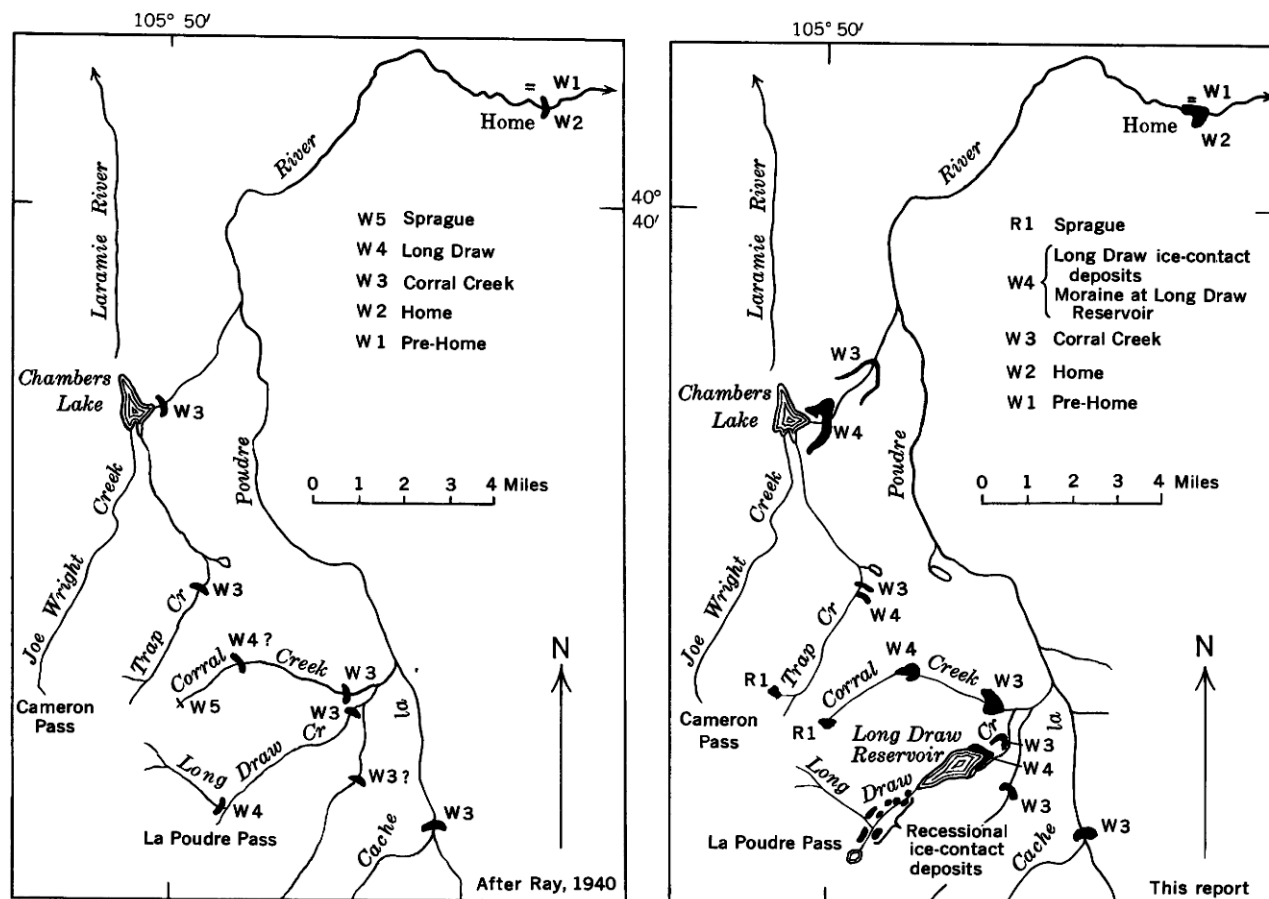 105° 50′
W1
Home
W2
River
Laramie River
40°
40′
W5 Sprague
W4 Long Draw
W3 Corral Creek
W2 Home
W1 Pre-Home
Chambers
Lake
W3
Creek
Wright
Joe
Poudre
0 1 2 3 4 Miles
W3
Cr
Trap
W4?
Corral
Creek
W3
W5
W3
Cameron
Pass
Cr
Draw
Long
la
W3?
W4
W3
La Poudre Pass
Cache
N
After Ray, 1940
105° 50′
W1
Home
W2
River
Laramie River
R1 Sprague
W4 Long Draw ice-contact
deposits
Moraine at Long Draw
Reservoir
W3 Corral Creek
W2 Home
W1 Pre-Home
W3
Chambers
Lake
W4
Creek
Wright
Joe
Poudre
0 1 2 3 4 Miles
W3
W4
Cr
Trap
W4
R1
Corral
Creek
W3
Cameron
Pass
R1
Long Draw
Reservoir
Cr
la
W3
W4
Long
Draw
W3
W3
La Poudre Pass
Recessional
ice-contact
deposits
Cache
N
This report